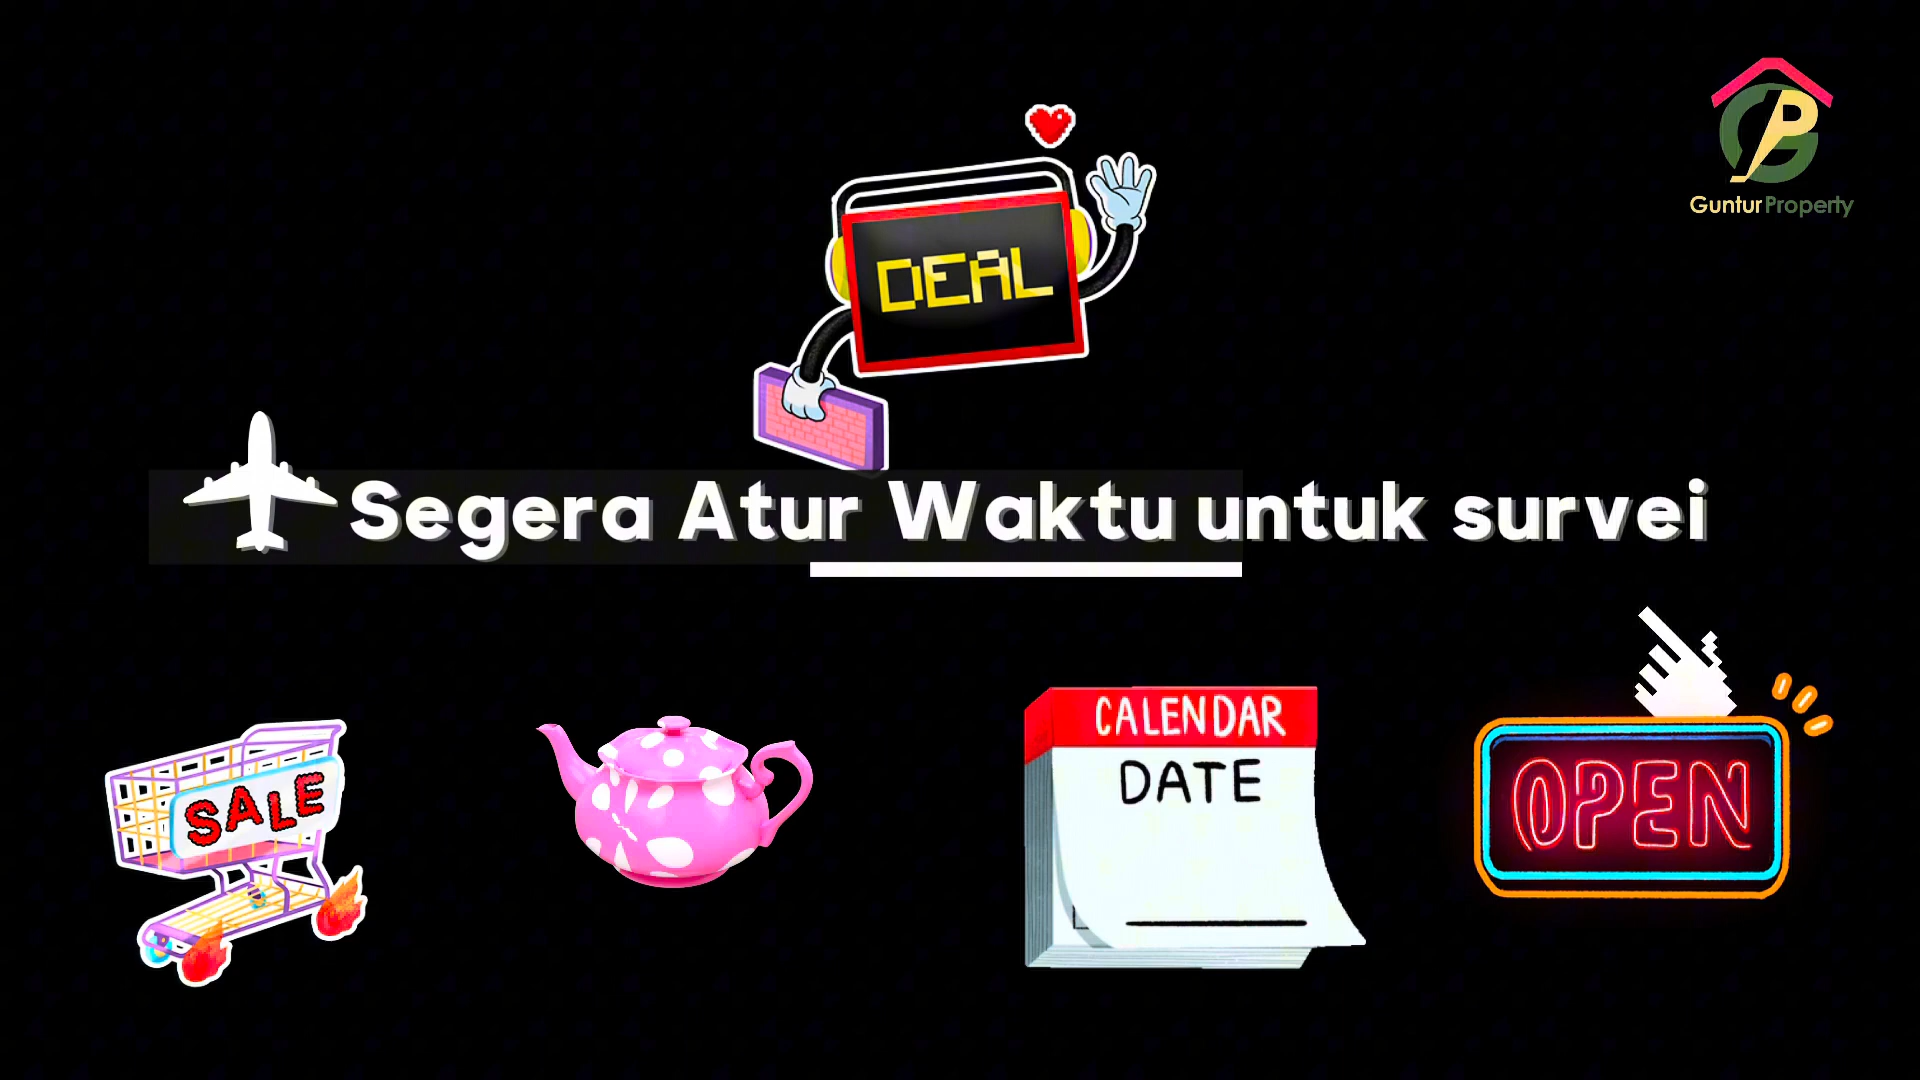 GunturProperty
DEAL
Segera Atur Waktu untuk survei
SALE
CALENDAR
DATE
OPEN